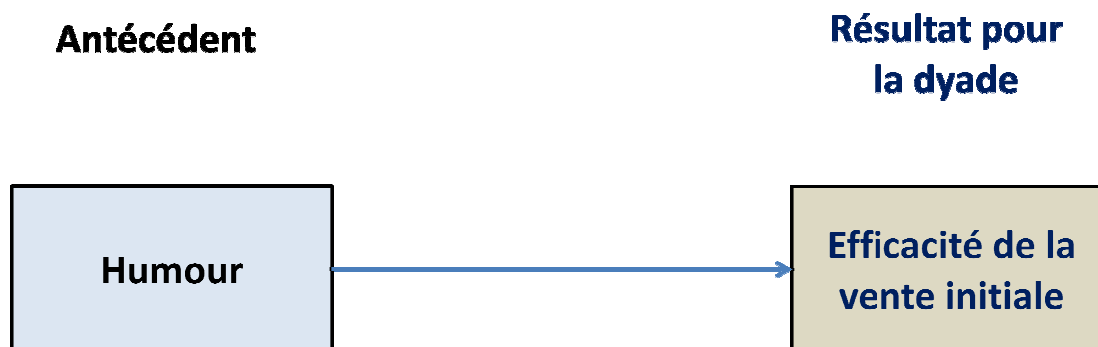 Antécédent
Résultat pour
la dyade
Humour
Efficacité de la
vente initiale